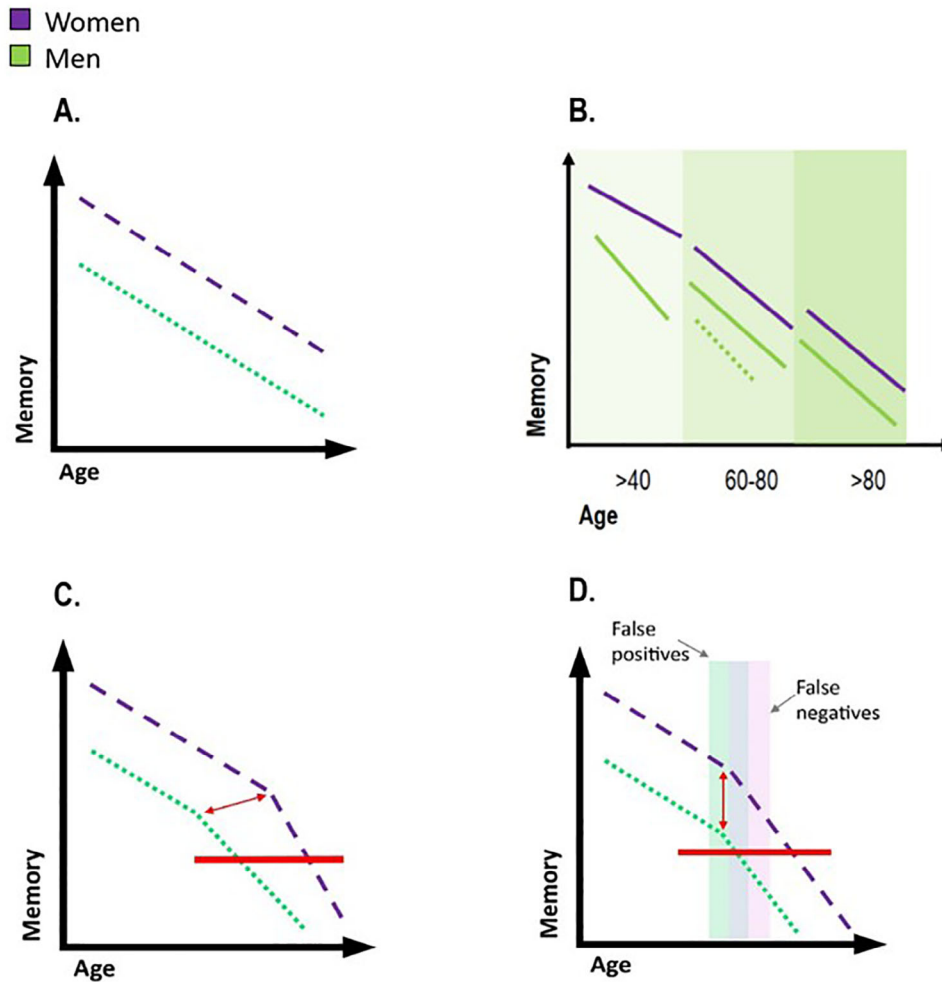 Women
Men
A.
Memory
Age
B.
Memory
>40
60-80
>80
Age
C.
Memory
Age
D.
False
positives
False
negatives
Memory
Age